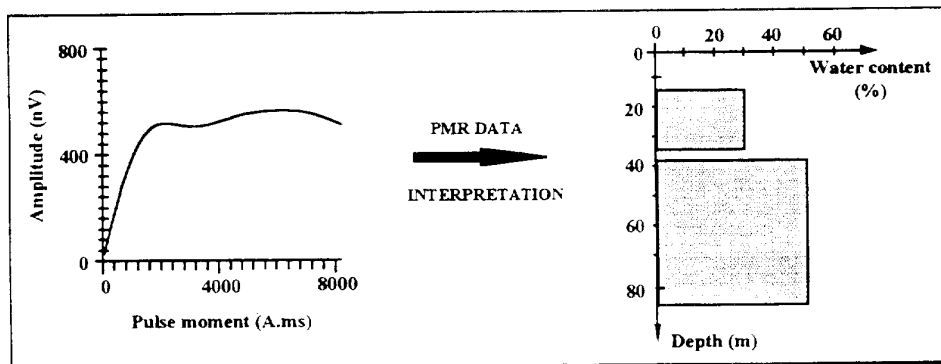 800
400
0
Amplitude (nV)
0
4000
8000
Pulse moment (A.ms)
PMR DATA
INTERPRETATION
0
20
40
60
Water content
(%)
0
20
40
60
80
Depth (m)